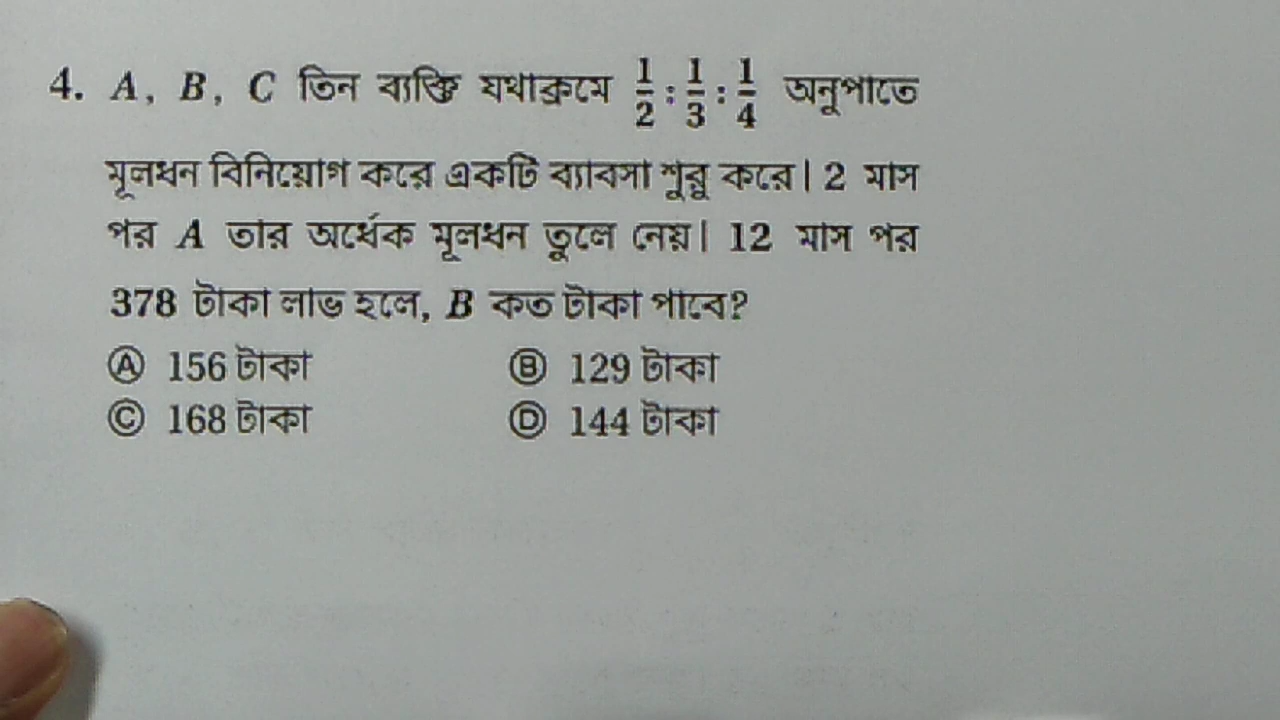 4. A, B, C তিন ব্যক্তি যথাক্রমে 1/2 : 1/3 : 1/4 অনুপাতে
মূলধন বিনিয়োগ করে একটি ব্যাবসা শুরু করে। 2 মাস
পর A তার অর্ধেক মূলধন তুলে নেয়। 12 মাস পর
378 টাকা লাভ হলে, B কত টাকা পাবে?
Ⓐ 156 টাকা Ⓑ 129 টাকা
Ⓒ 168 টাকা Ⓓ 144 টাকা